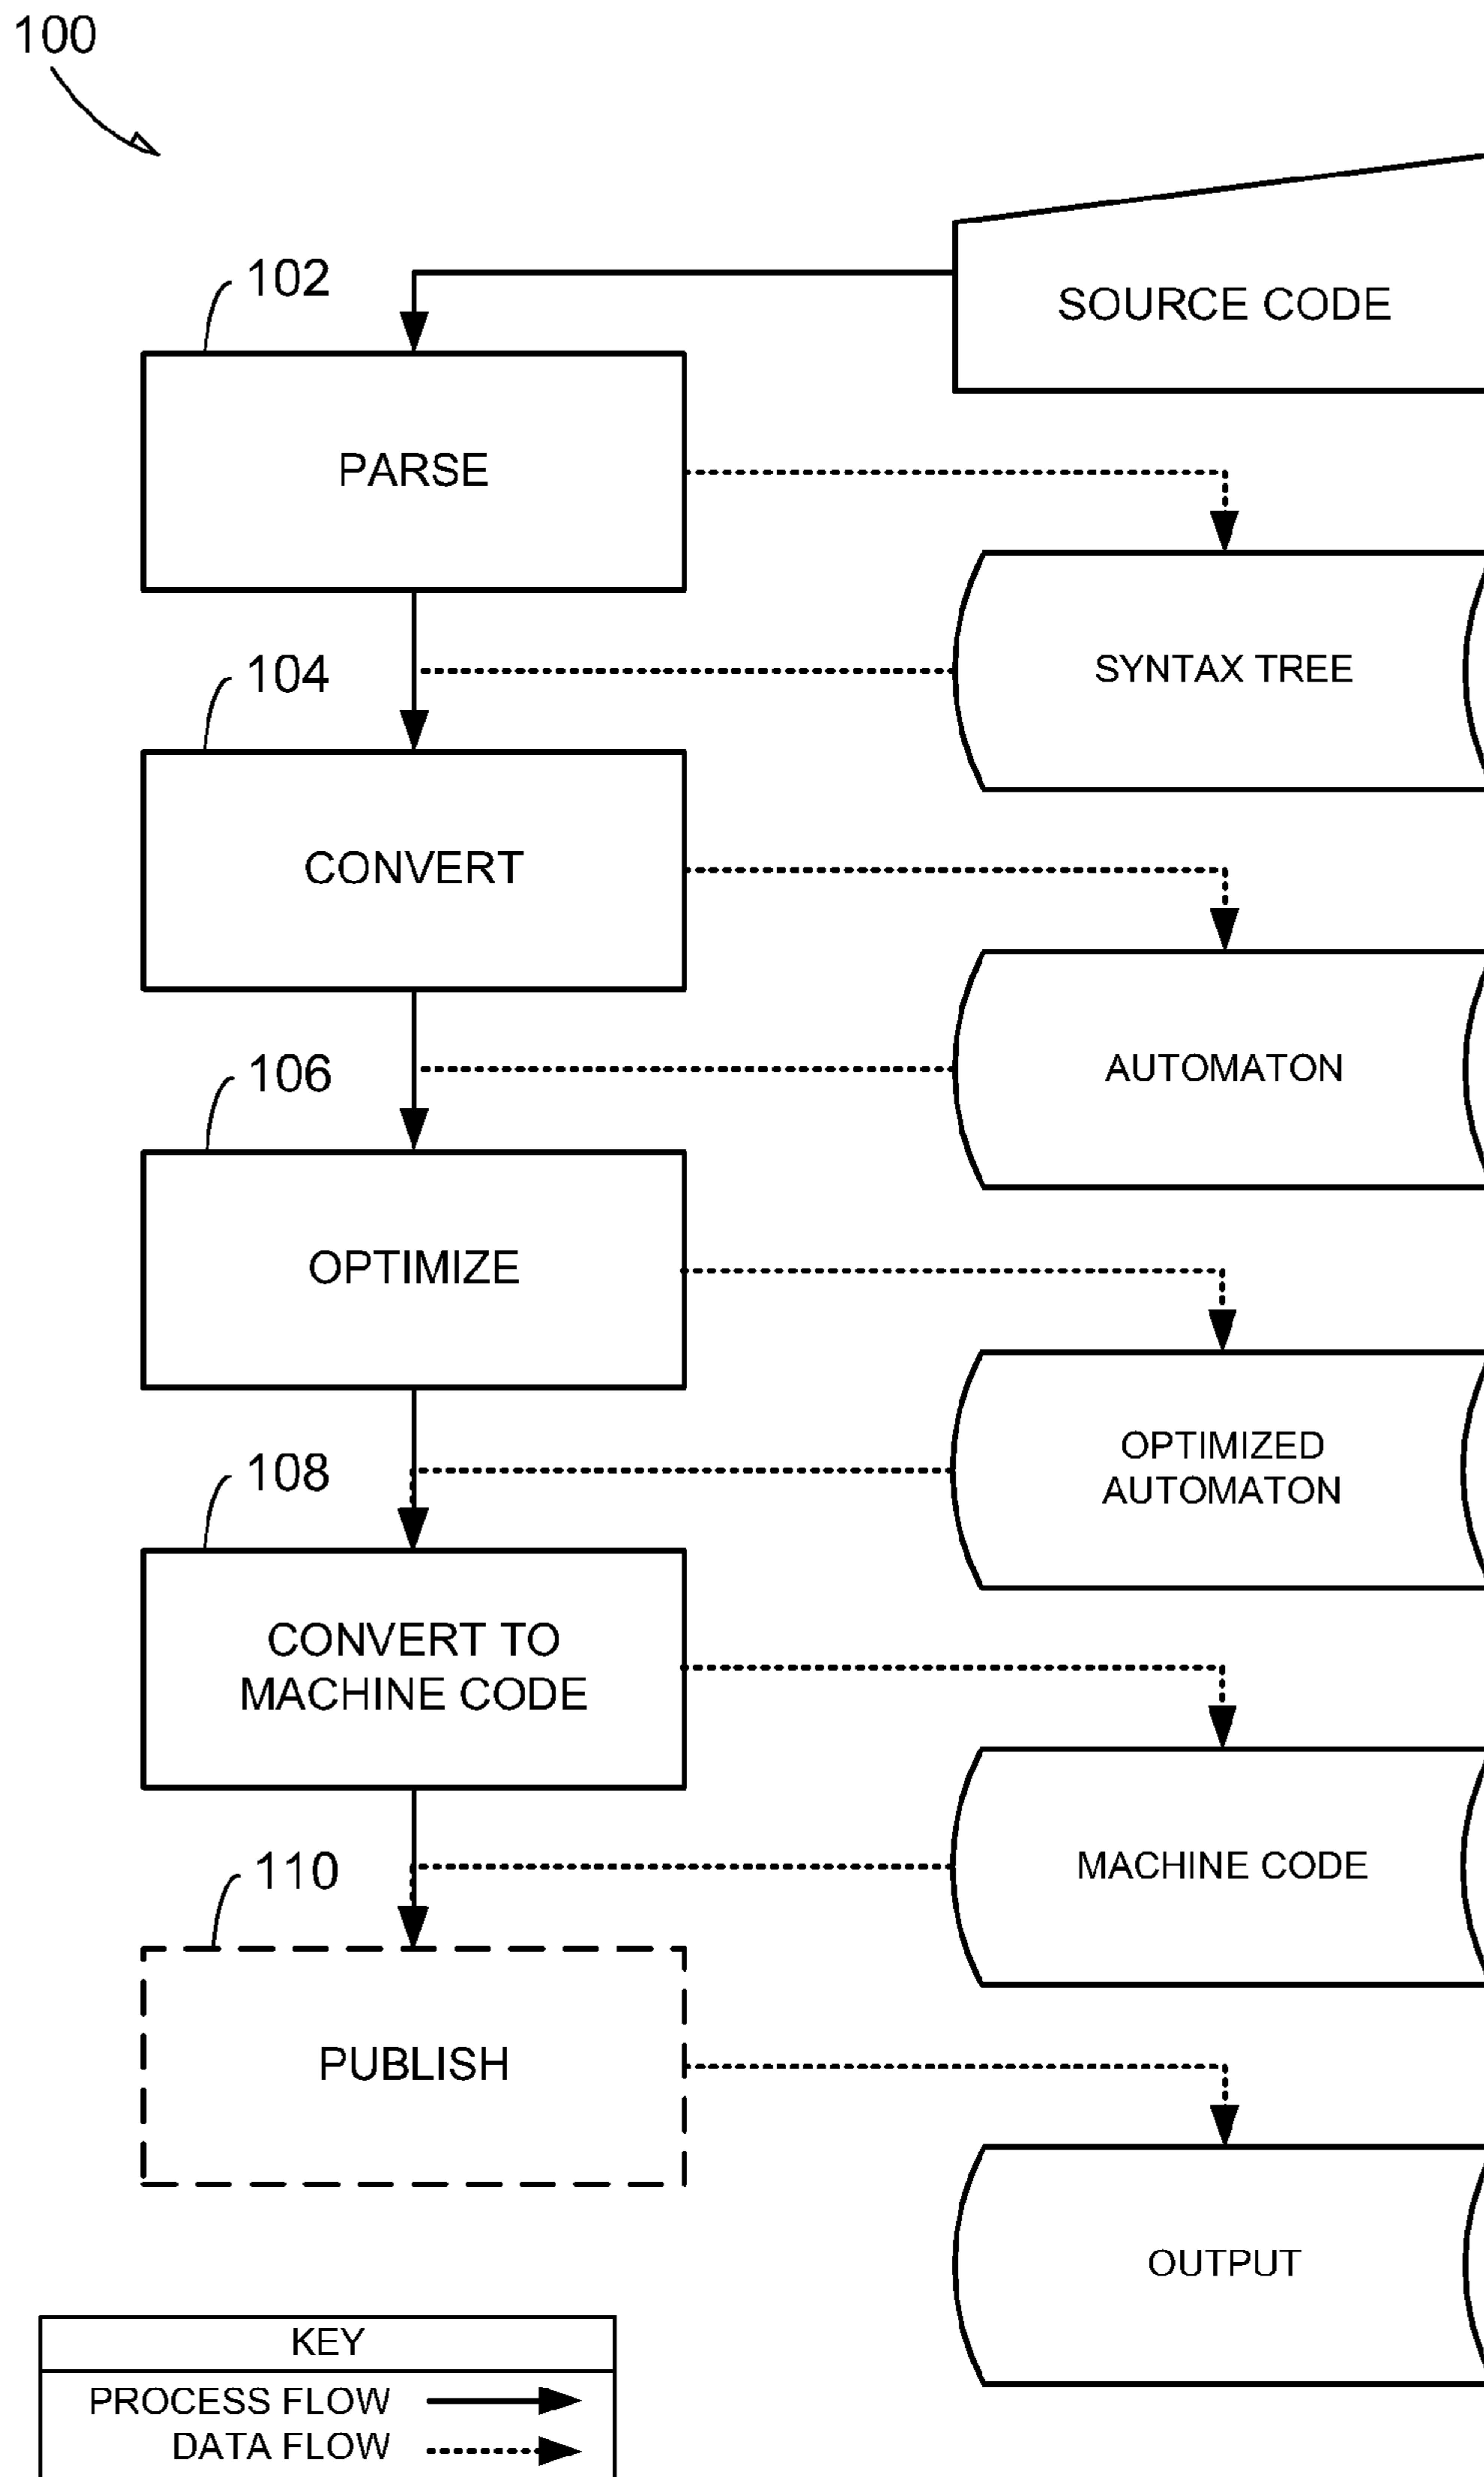 100
SOURCE CODE
102
PARSE
SYNTAX TREE
104
CONVERT
AUTOMATON
106
OPTIMIZE
OPTIMIZED
AUTOMATON
108
CONVERT TO
MACHINE CODE
MACHINE CODE
110
PUBLISH
OUTPUT
KEY
PROCESS FLOW
DATA FLOW